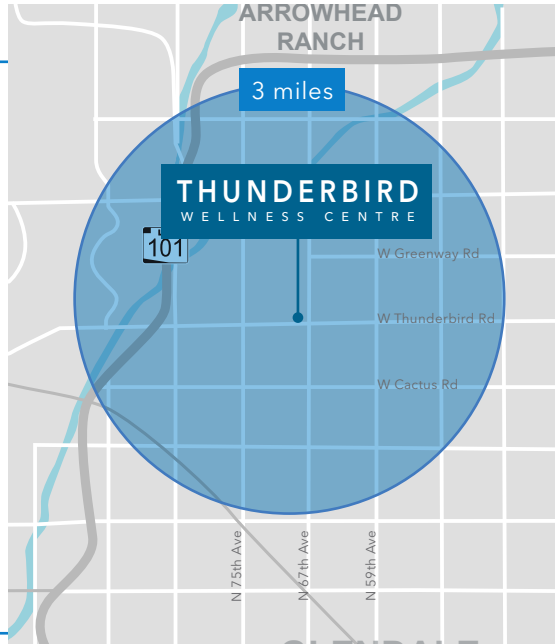 ARROWHEAD
RANCH
3 miles
THUNDERBIRD
WELLNESS CENTRE
101
W Greenway Rd
W Thunderbird Rd
W Cactus Rd
N 75th Ave
N 67th Ave
N 59th Ave
GLENDALE